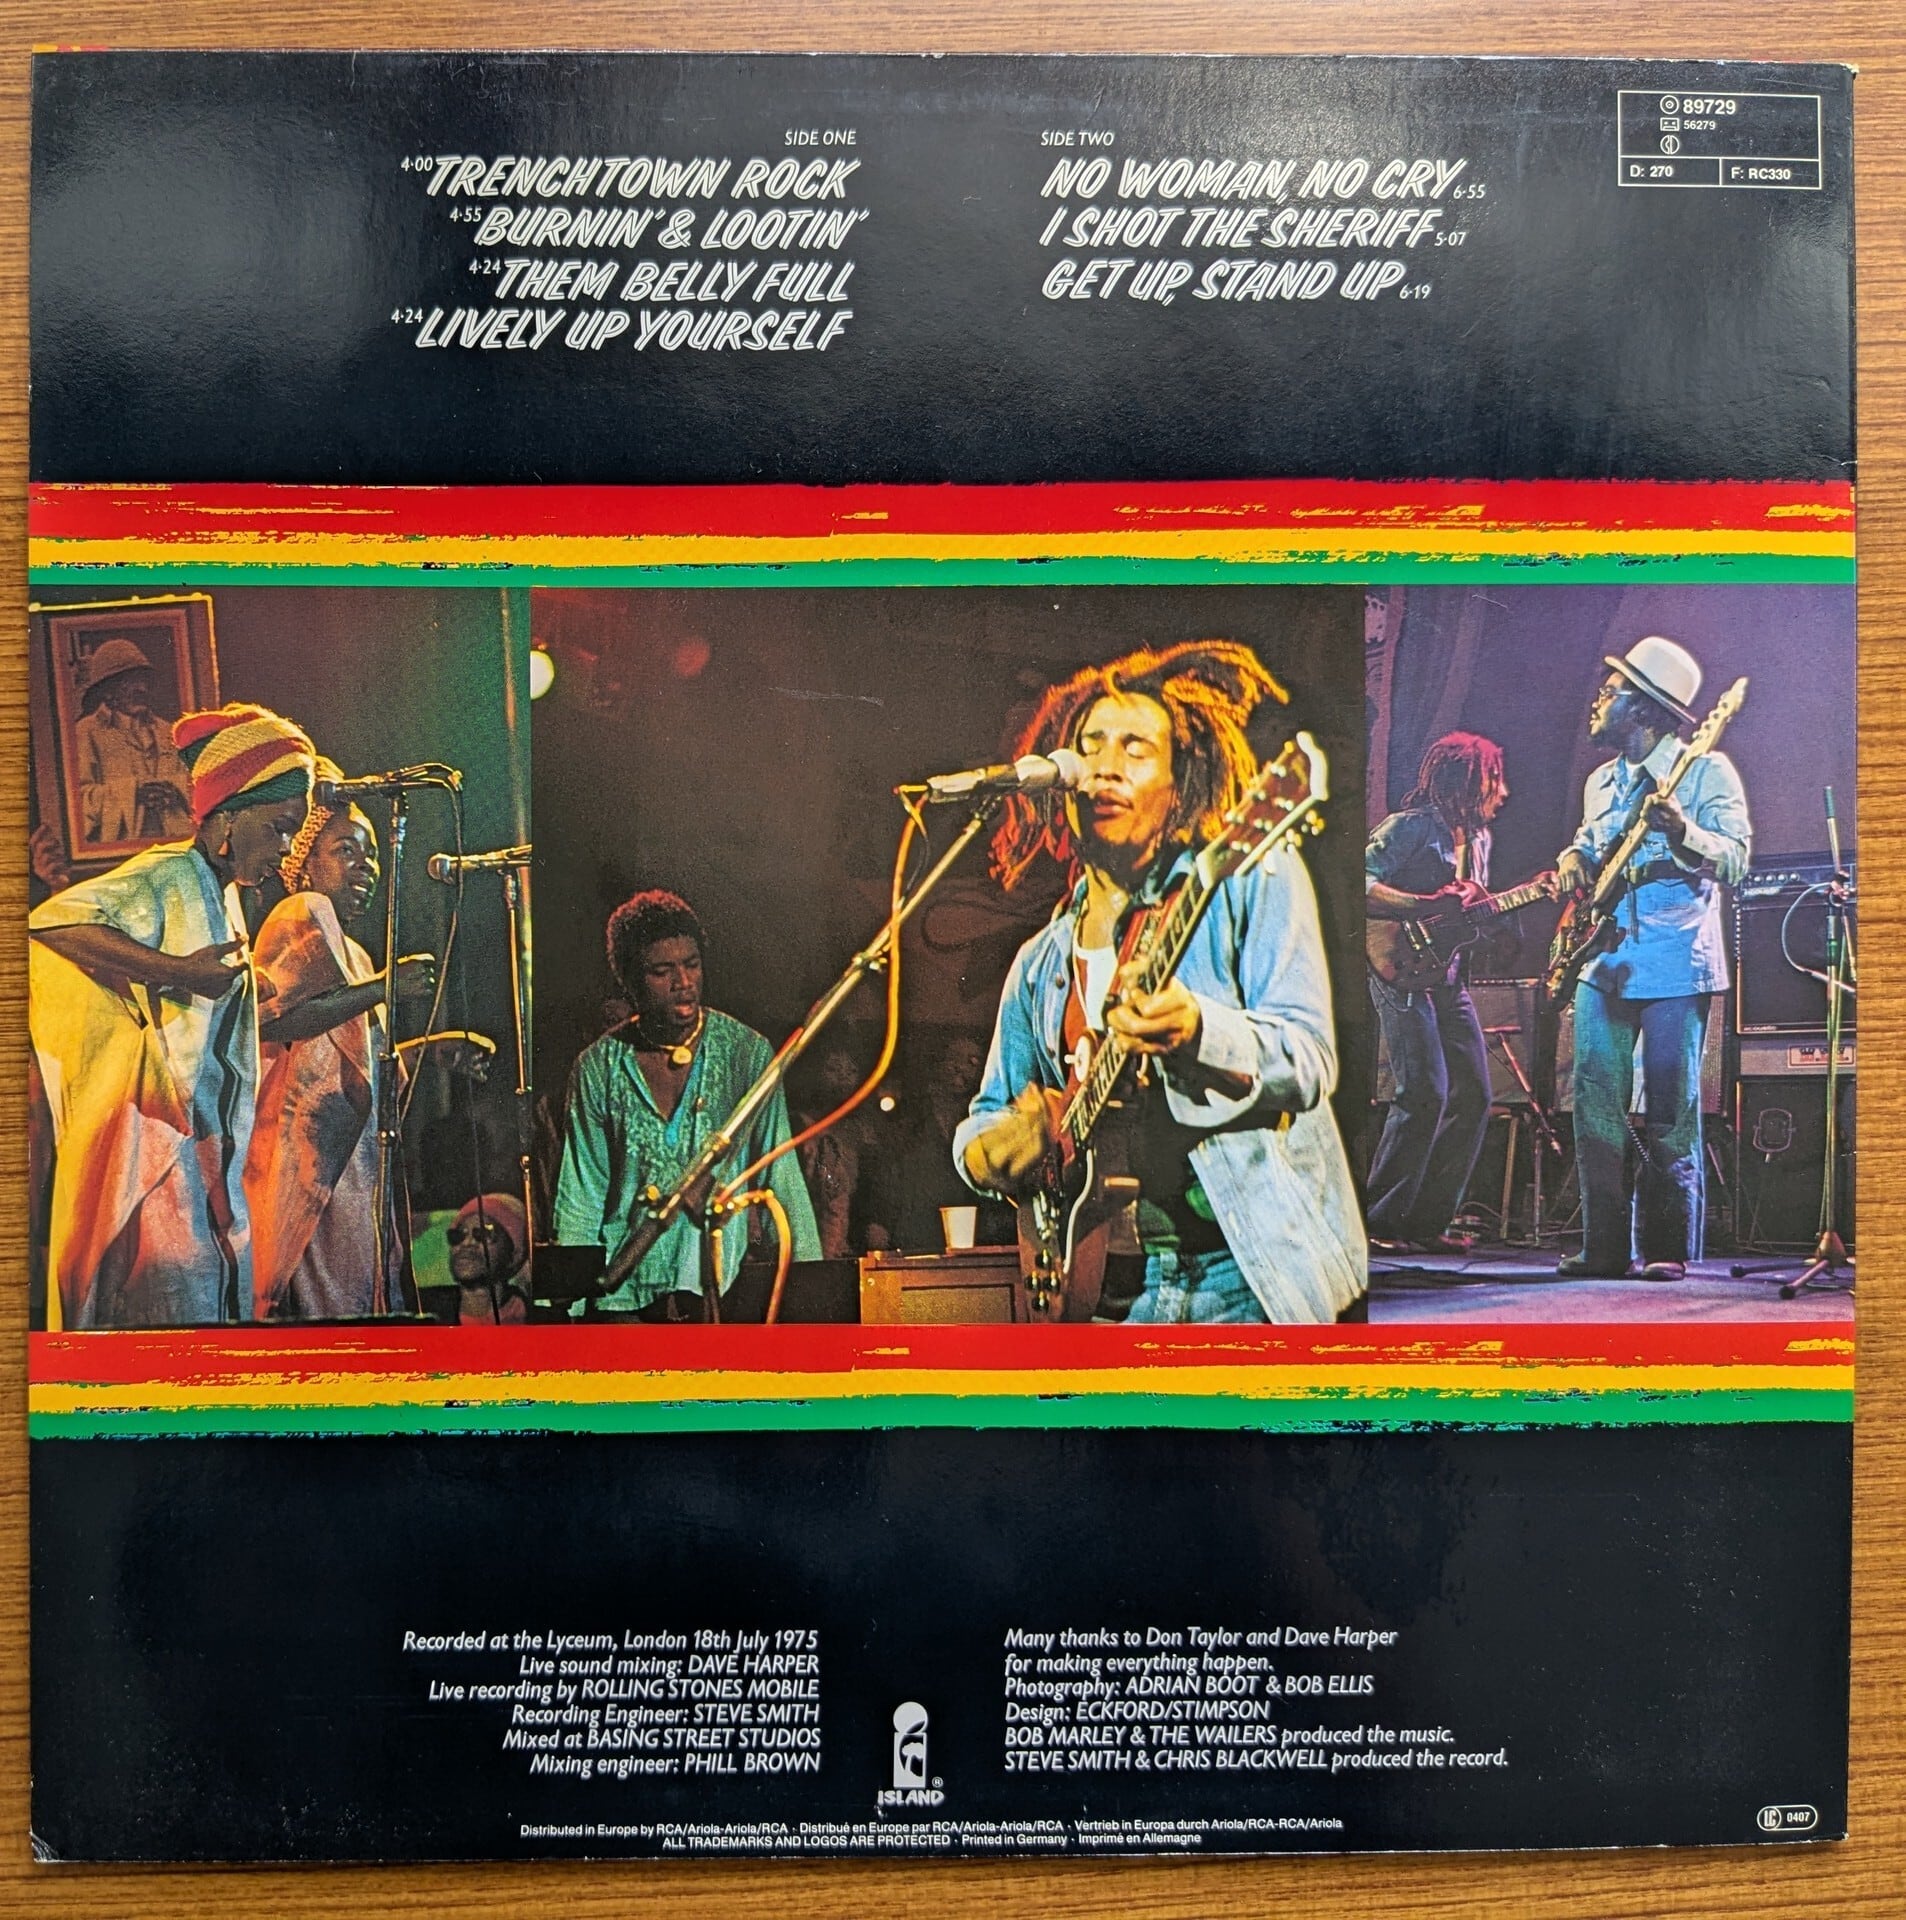 SIDE ONE
4·00 TRENCHTOWN ROCK
4·55 BURNIN' & LOOTIN'
4·24 THEM BELLY FULL
4·24 LIVELY UP YOURSELF
SIDE TWO
NO WOMAN, NO CRY 6·55
I SHOT THE SHERIFF 5·07
GET UP, STAND UP 6·19
89729
56279
D: 270
F: RC330
acoustic
Recorded at the Lyceum, London 18th July 1975
Live sound mixing: DAVE HARPER
Live recording by ROLLING STONES MOBILE
Recording Engineer: STEVE SMITH
Mixed at BASING STREET STUDIOS
Mixing engineer: PHILL BROWN
ISLAND ®
Many thanks to Don Taylor and Dave Harper
for making everything happen.
Photography: ADRIAN BOOT & BOB ELLIS
Design: ECKFORD/STIMPSON
BOB MARLEY & THE WAILERS produced the music.
STEVE SMITH & CHRIS BLACKWELL produced the record.
Distributed in Europe by RCA/Ariola-Ariola/RCA · Distribué en Europe par RCA/Ariola-Ariola/RCA · Vertrieb in Europa durch Ariola/RCA-RCA/Ariola
ALL TRADEMARKS AND LOGOS ARE PROTECTED · Printed in Germany · Imprimé en Allemagne
LC 0407